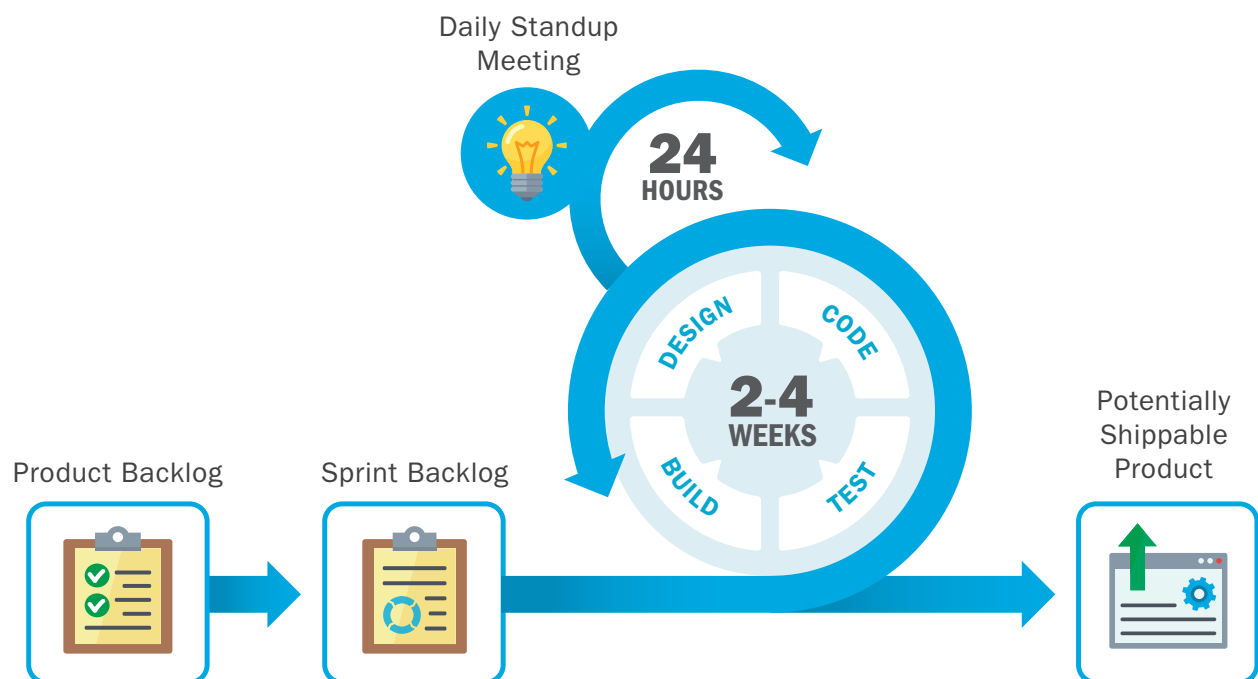 Daily Standup
Meeting
24
HOURS
DESIGN
CODE
2-4
WEEKS
BUILD
TEST
Product Backlog
Sprint Backlog
Potentially
Shippable
Product